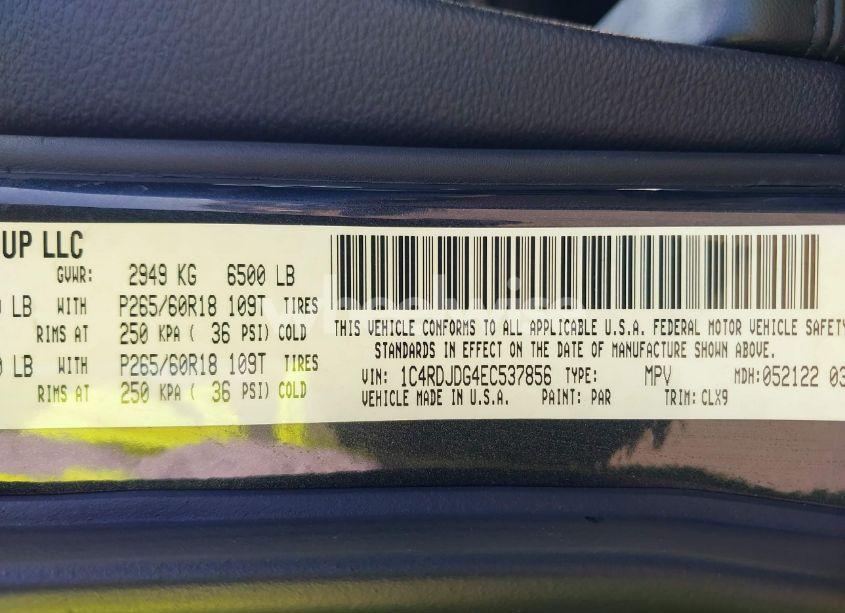 UP LLC
GVWR: 2949 KG 6500 LB
LB WITH P265/60R18 109T TIRES
RIMS AT 250 KPA ( 36 PSI) COLD
LB WITH P265/60R18 109T TIRES
RIMS AT 250 KPA ( 36 PSI) COLD
THIS VEHICLE CONFORMS TO ALL APPLICABLE U.S.A. FEDERAL MOTOR VEHICLE SAFETY
STANDARDS IN EFFECT ON THE DATE OF MANUFACTURE SHOWN ABOVE.
VIN: 1C4RDJDG4EC537856 TYPE: MPV MDH: 052122 03
VEHICLE MADE IN U.S.A. PAINT: PAR TRIM: CLX9